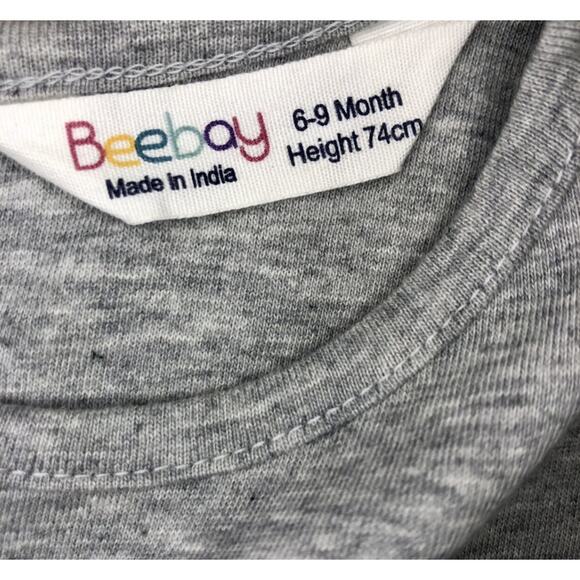 Beebay
Made in India
6-9 Month
Height 74cm